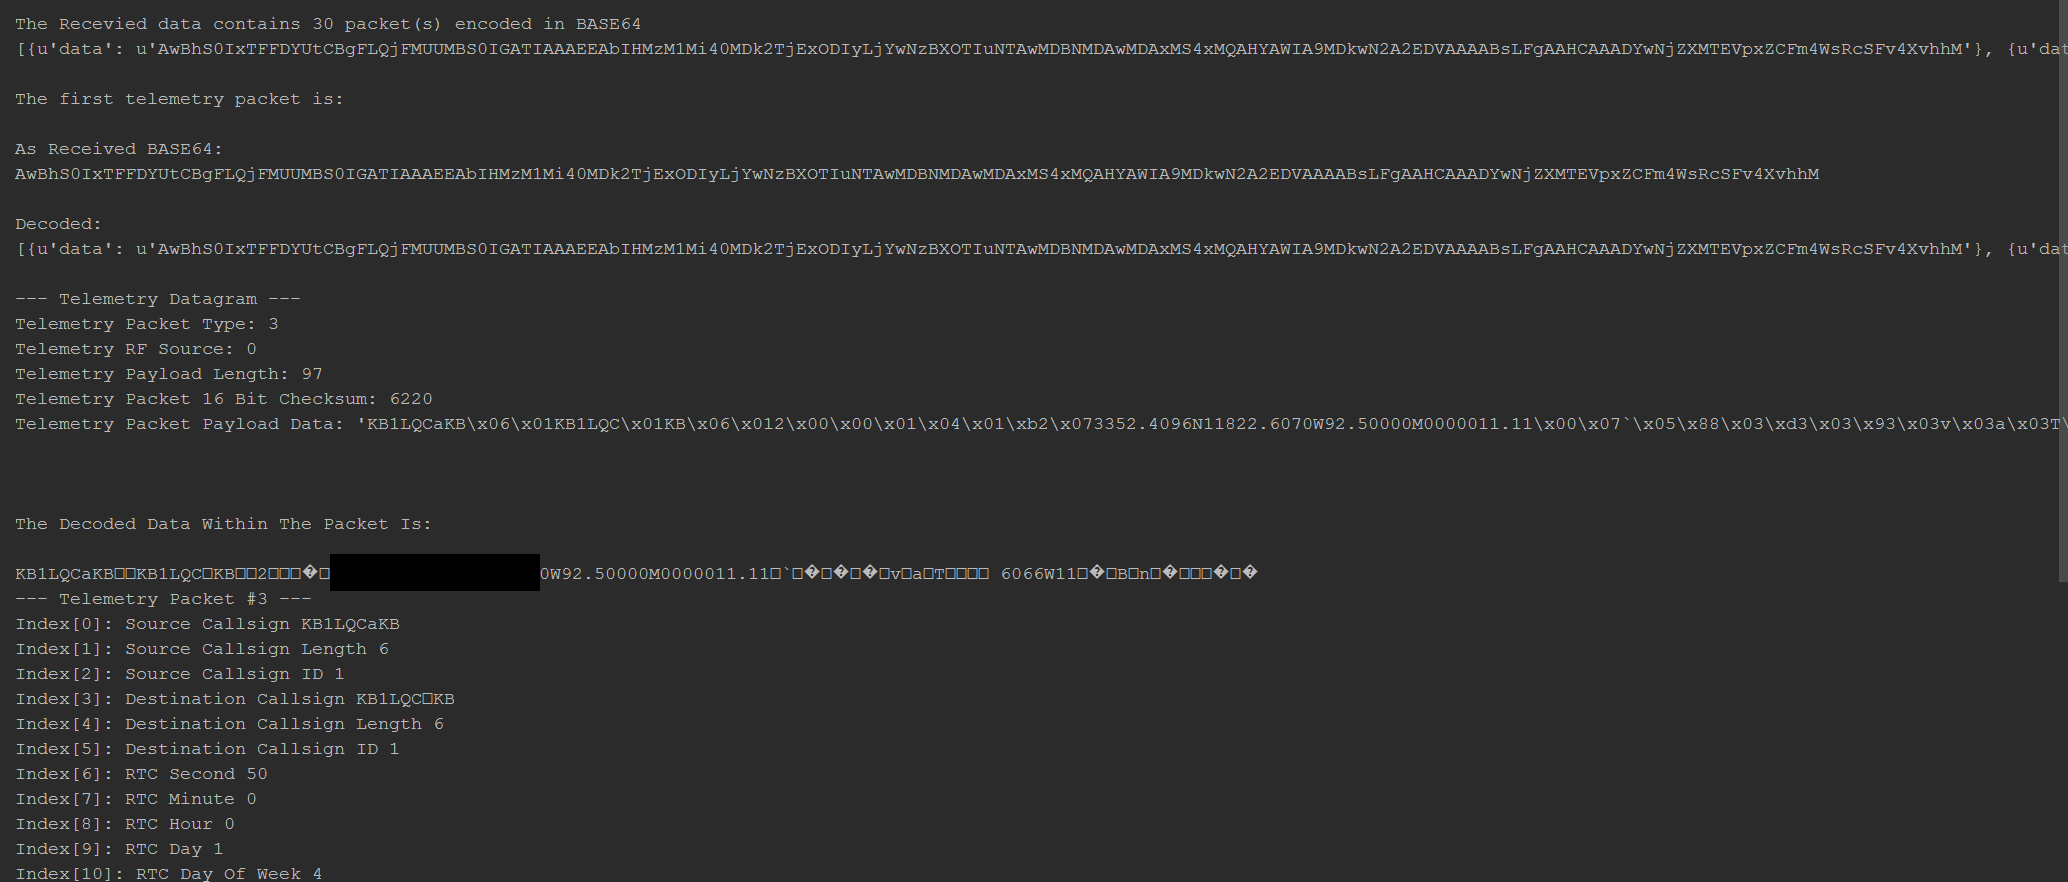 The Recevied data contains 30 packet(s) encoded in BASE64
[{u'data': u'AwBhS0IxTFFDYUtCBgFLQjFMUUMBS0IGATIAAAEEAbIHMzM1Mi40MDk2TjExODIyLjYwNzBXOTIuNTAwMDBNMDAwMDAxMS4xMQAHYAWIA9MDkwN2A2EDVAAAABsLFgAAHCAAADYwNjZXMTEVpxZCFm4WsRcSFv4XvhhM'}, {u'dat
The first telemetry packet is:
As Received BASE64:
AwBhS0IxTFFDYUtCBgFLQjFMUUMBS0IGATIAAAEEAbIHMzM1Mi40MDk2TjExODIyLjYwNzBXOTIuNTAwMDBNMDAwMDAxMS4xMQAHYAWIA9MDkwN2A2EDVAAAABsLFgAAHCAAADYwNjZXMTEVpxZCFm4WsRcSFv4XvhhM
Decoded:
[{u'data': u'AwBhS0IxTFFDYUtCBgFLQjFMUUMBS0IGATIAAAEEAbIHMzM1Mi40MDk2TjExODIyLjYwNzBXOTIuNTAwMDBNMDAwMDAxMS4xMQAHYAWIA9MDkwN2A2EDVAAAABsLFgAAHCAAADYwNjZXMTEVpxZCFm4WsRcSFv4XvhhM'}, {u'dat
--- Telemetry Datagram ---
Telemetry Packet Type: 3
Telemetry RF Source: 0
Telemetry Payload Length: 97
Telemetry Packet 16 Bit Checksum: 6220
Telemetry Packet Payload Data: 'KB1LQCaKB\x06\x01KB1LQC\x01KB\x06\x012\x00\x00\x01\x04\x01\xb2\x073352.4096N11822.6070W92.50000M0000011.11\x00\x07`\x05\x88\x03\xd3\x03\x93\x03v\x03a\x03T\
The Decoded Data Within The Packet Is:
KB1LQCaKB□□KB1LQC□KB□□2□□□�□ 0W92.50000M0000011.11□`□�□�□�□v□a□T□□□□ 6066W11□�□B□n□�□□□�□�
--- Telemetry Packet #3 ---
Index[0]: Source Callsign KB1LQCaKB
Index[1]: Source Callsign Length 6
Index[2]: Source Callsign ID 1
Index[3]: Destination Callsign KB1LQC□KB
Index[4]: Destination Callsign Length 6
Index[5]: Destination Callsign ID 1
Index[6]: RTC Second 50
Index[7]: RTC Minute 0
Index[8]: RTC Hour 0
Index[9]: RTC Day 1
Index[10]: RTC Day Of Week 4